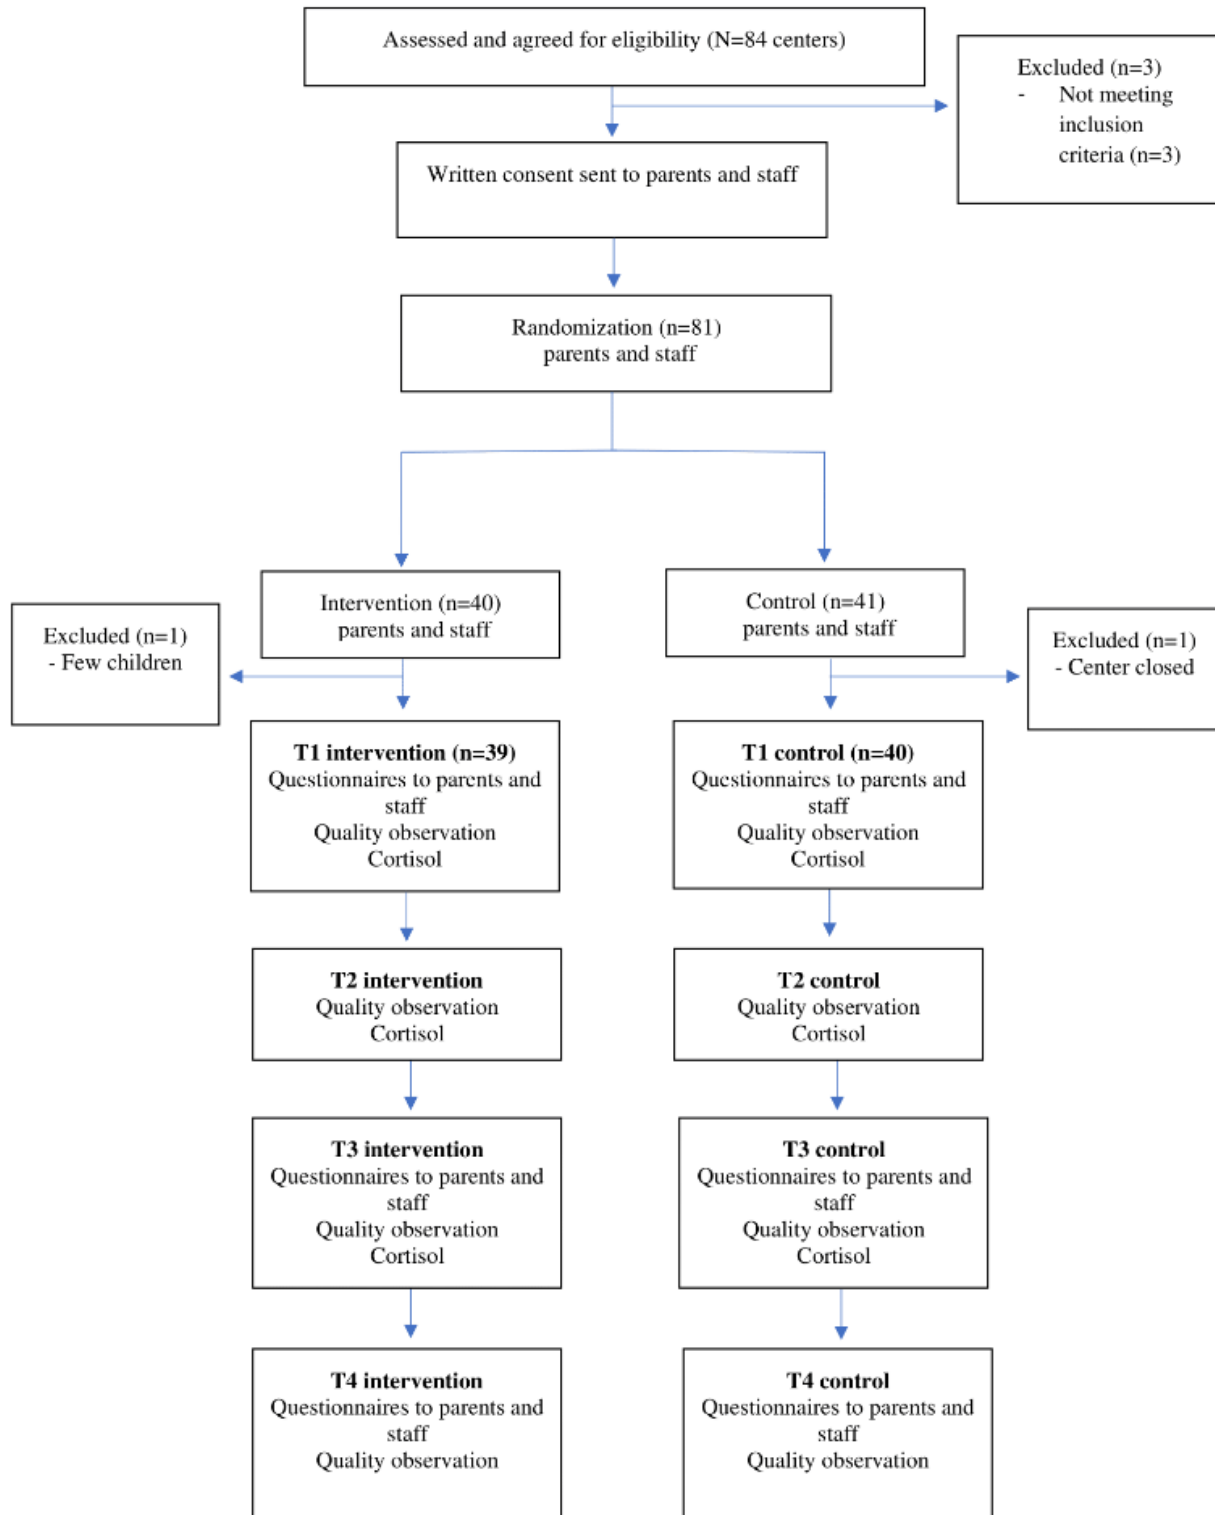 Assessed and agreed for eligibility (N=84 centers)
Excluded (n=3)
- Not meeting
inclusion
criteria (n=3)
Written consent sent to parents and staff
Randomization (n=81)
parents and staff
Intervention (n=40)
parents and staff
Control (n=41)
parents and staff
Excluded (n=1)
- Few children
Excluded (n=1)
- Center closed
T1 intervention (n=39)
Questionnaires to parents and
staff
Quality observation
Cortisol
T1 control (n=40)
Questionnaires to parents and
staff
Quality observation
Cortisol
T2 intervention
Quality observation
Cortisol
T2 control
Quality observation
Cortisol
T3 intervention
Questionnaires to parents and
staff
Quality observation
Cortisol
T3 control
Questionnaires to parents and
staff
Quality observation
Cortisol
T4 intervention
Questionnaires to parents and
staff
Quality observation
T4 control
Questionnaires to parents and
staff
Quality observation